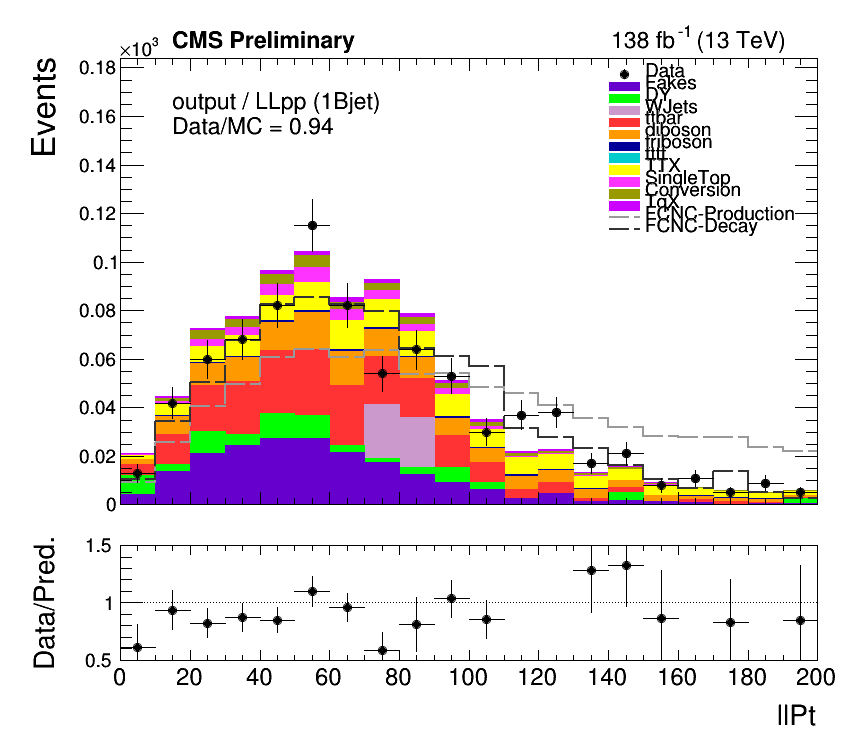 ×10³
CMS Preliminary
138 fb⁻¹ (13 TeV)
Events
0.18
0.16
0.14
0.12
0.1
0.08
0.06
0.04
0.02
0
output / LLpp (1Bjet)
Data/MC = 0.94
Data
Fakes
DY
WJets
ttbar
diboson
triboson
tttt
TTX
SingleTop
Conversion
TqX
FCNC-Production
FCNC-Decay
Data/Pred.
1.5
1
0.5
0 20 40 60 80 100 120 140 160 180 200
llPt